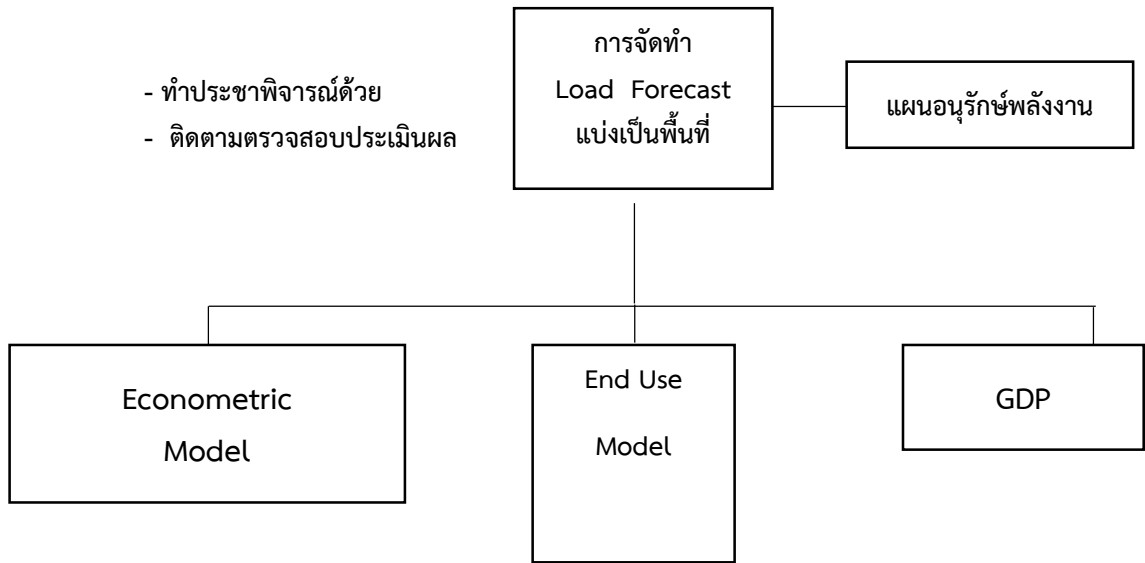 การจัดทำ
Load Forecast
แบ่งเป็นพื้นที่
- ทำประชาพิจารณ์ด้วย
- ติดตามตรวจสอบประเมินผล
แผนอนุรักษ์พลังงาน
Econometric
Model
End Use
Model
GDP